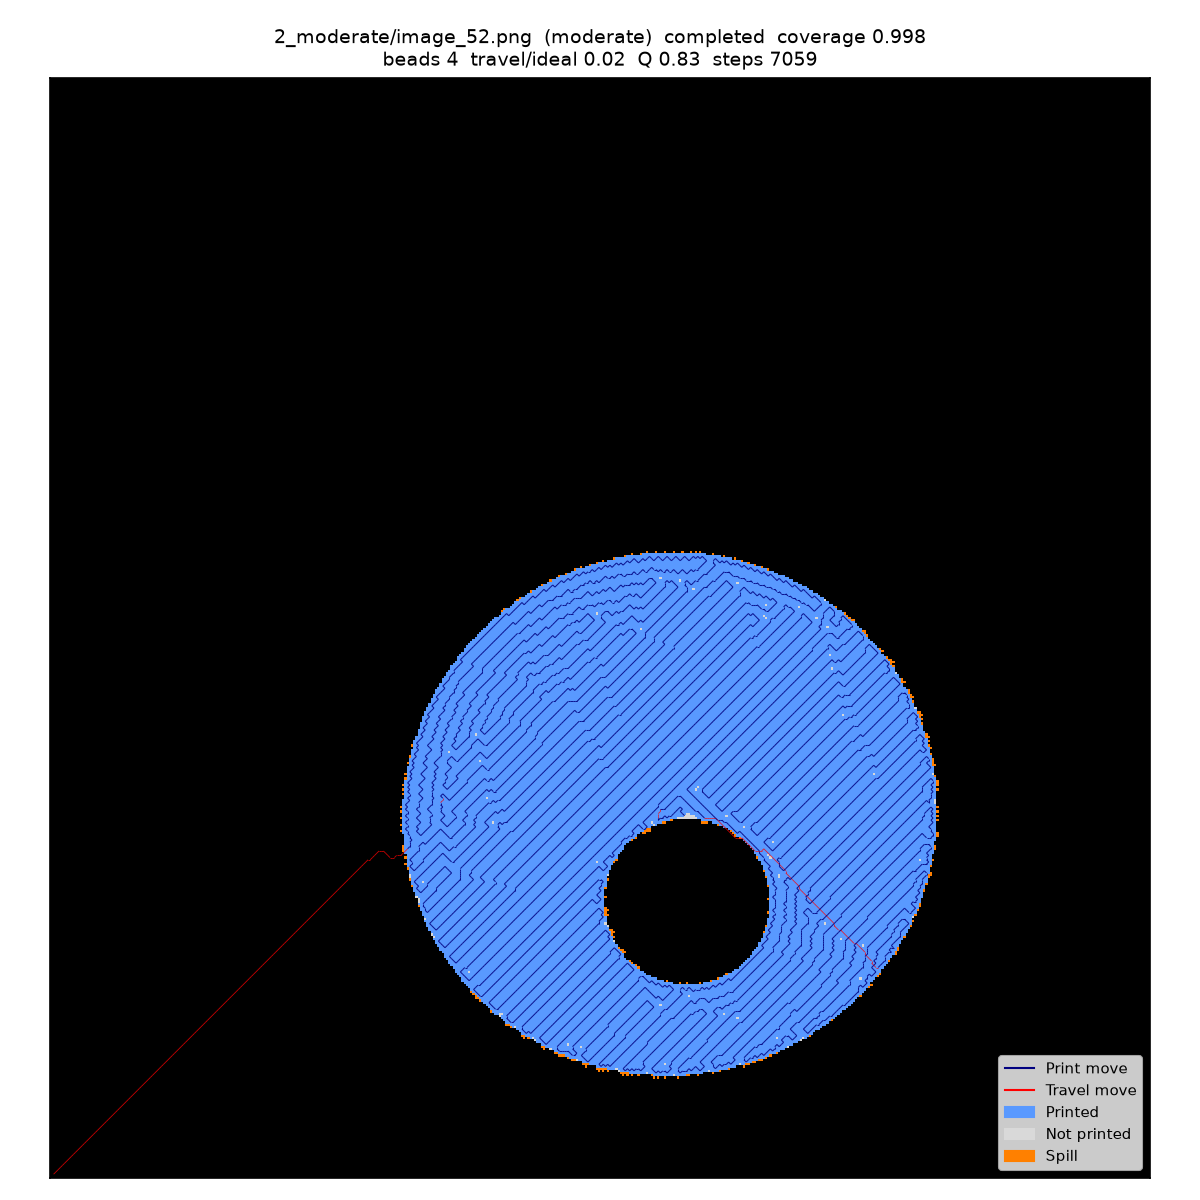 2_moderate/image_52.png  (moderate)  completed  coverage 0.998
beads 4  travel/ideal 0.02  Q 0.83  steps 7059
Print move
Travel move
Printed
Not printed
Spill